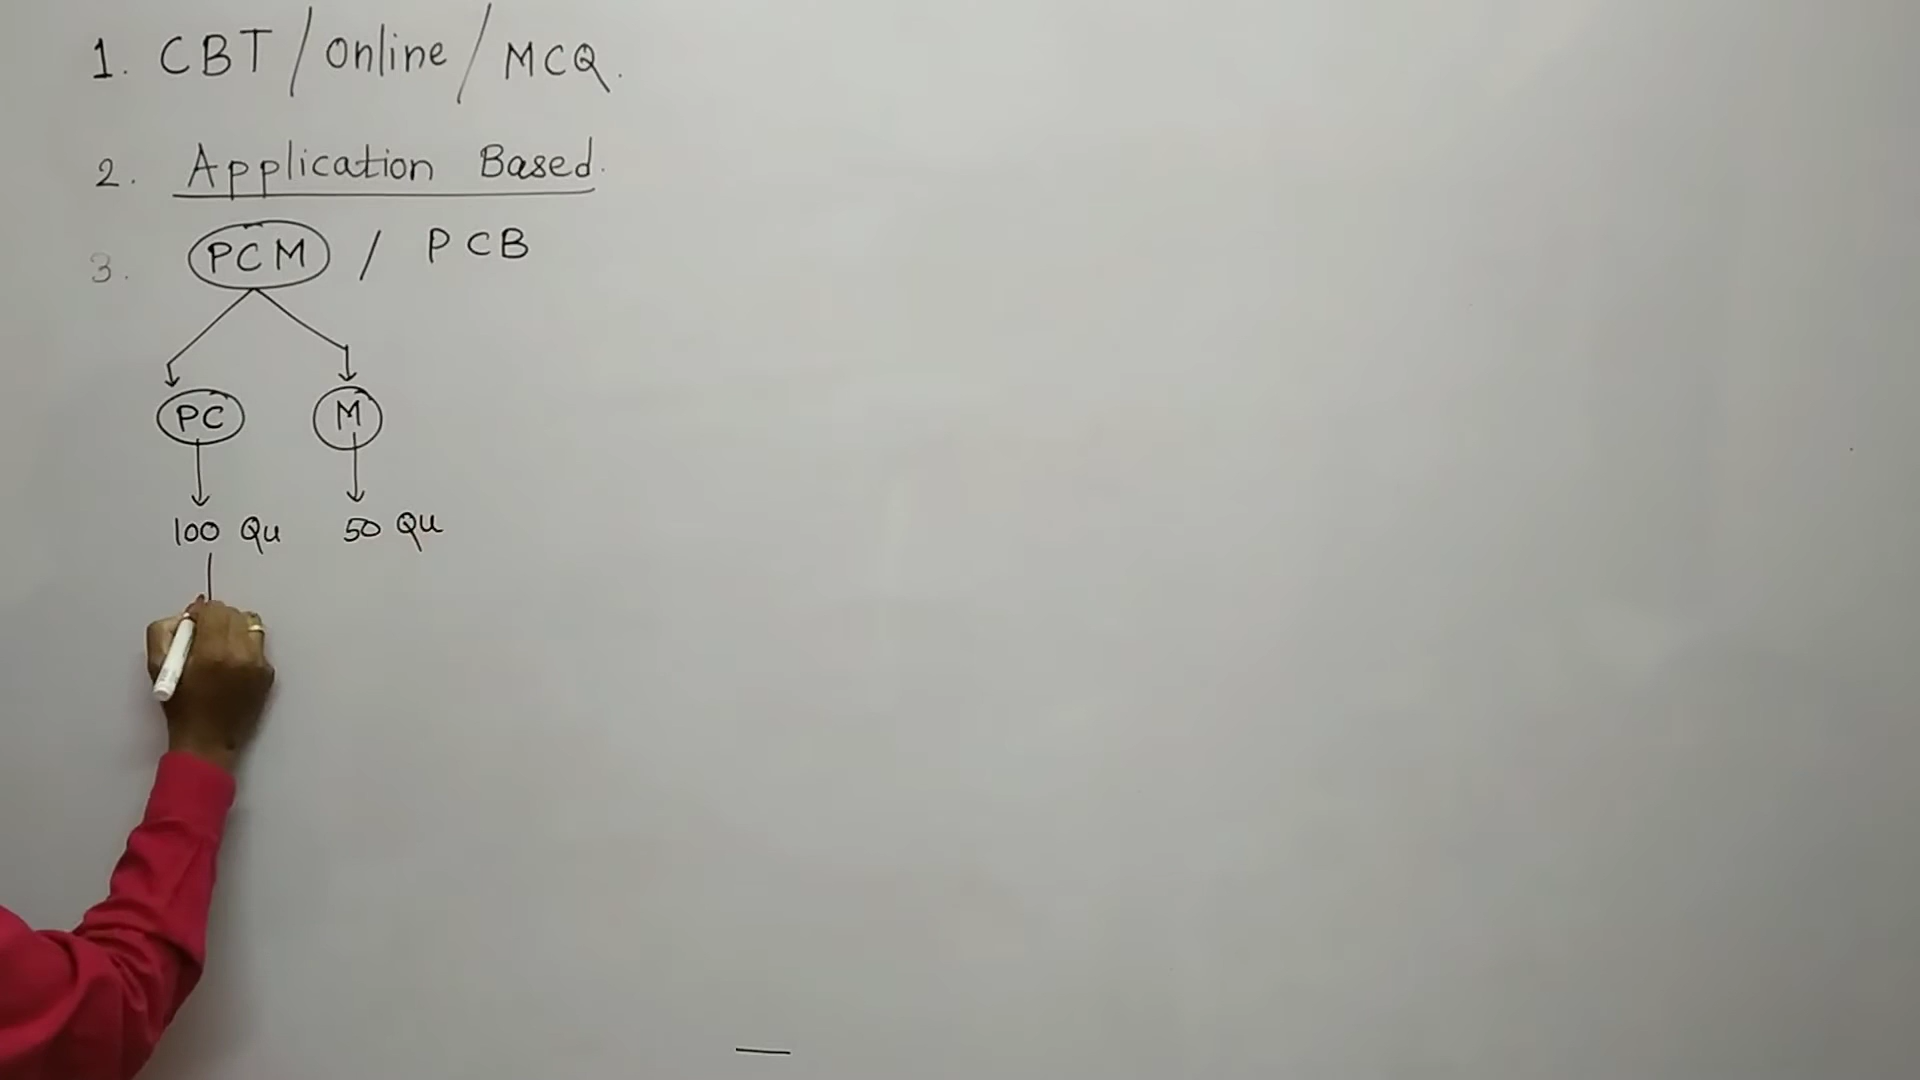 1. CBT / online / MCQ.
2. Application Based.
3. PCM / PCB
PC M
100 Qu 50 Qu